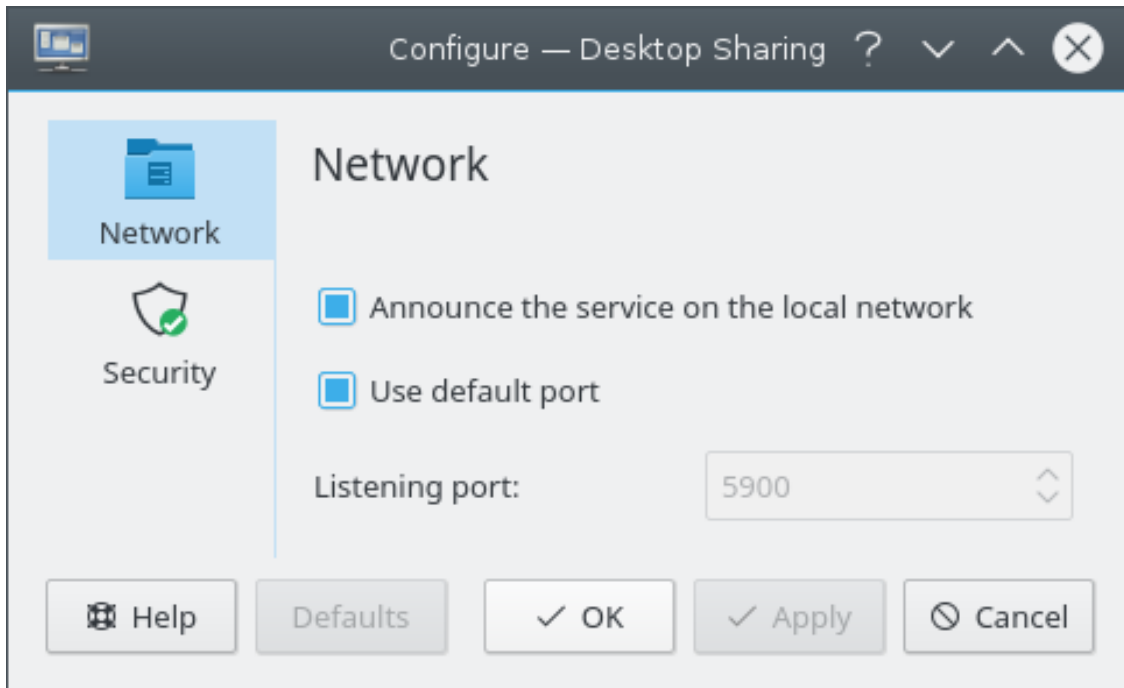 Configure — Desktop Sharing
Network
Security
Network
Announce the service on the local network
Use default port
Listening port: 5900
Help Defaults OK Apply Cancel